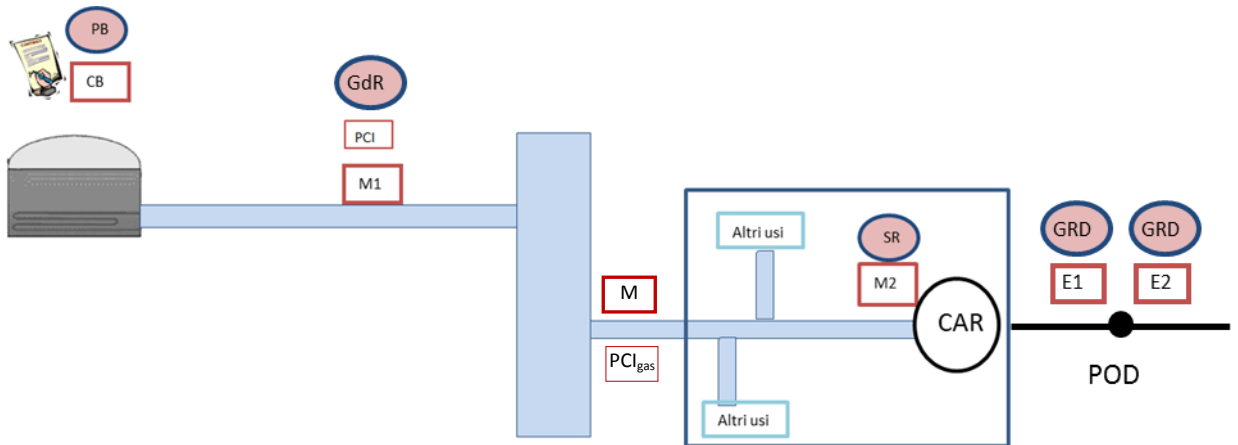 PB
CB
GdR
PCI
M1
M
PCIgas
Altri usi
Altri usi
SR
M2
CAR
GRD
GRD
E1
E2
POD